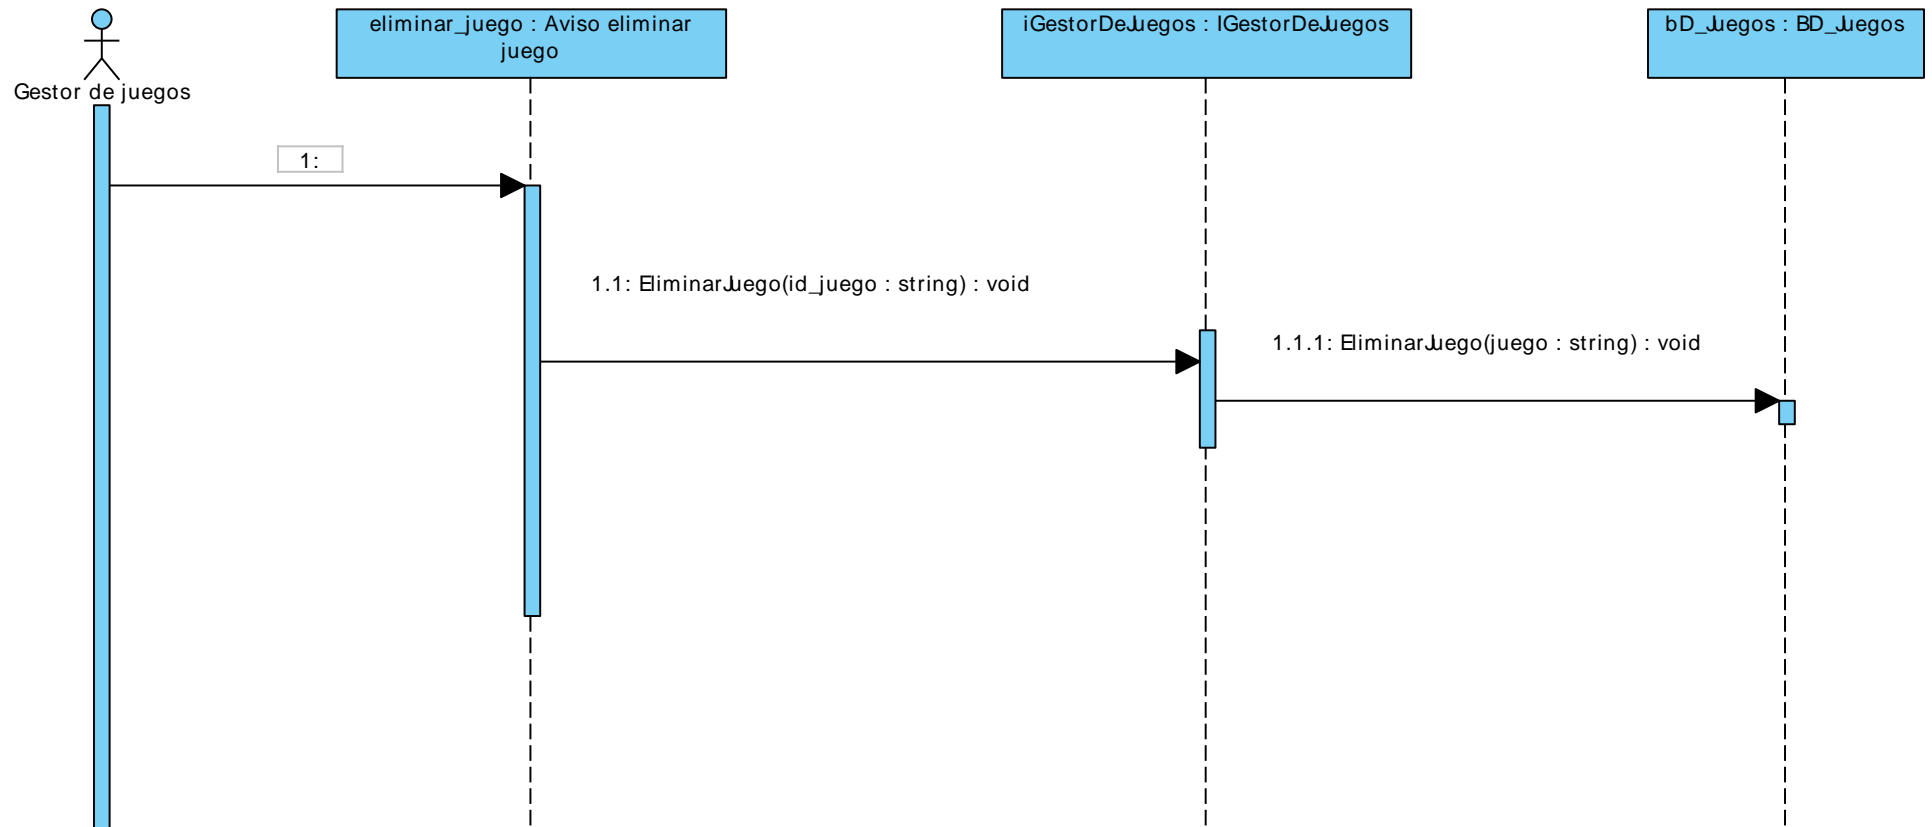 eliminar_juego : Aviso eliminar
juego
iGestorDeJuegos : IGestorDeJuegos
bD_Juegos : BD_Juegos
Gestor de juegos
1:
1.1: EliminarJuego(id_juego : string) : void
1.1.1: EliminarJuego(juego : string) : void